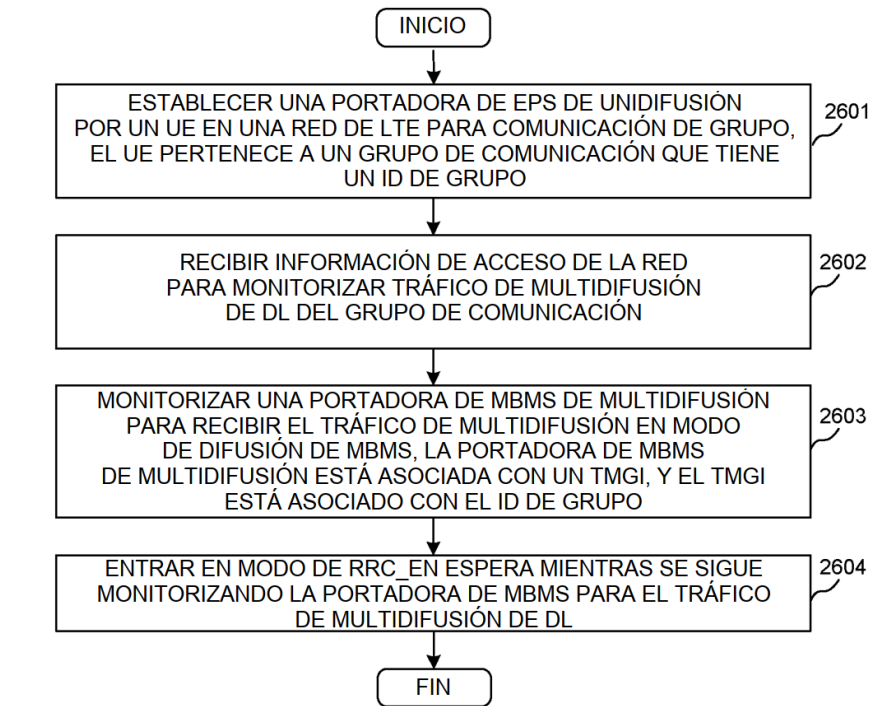 INICIO
ESTABLECER UNA PORTADORA DE EPS DE UNIDIFUSIÓN
POR UN UE EN UNA RED DE LTE PARA COMUNICACIÓN DE GRUPO,
EL UE PERTENECE A UN GRUPO DE COMUNICACIÓN QUE TIENE
UN ID DE GRUPO
2601
RECIBIR INFORMACIÓN DE ACCESO DE LA RED
PARA MONITORIZAR TRÁFICO DE MULTIDIFUSIÓN
DE DL DEL GRUPO DE COMUNICACIÓN
2602
MONITORIZAR UNA PORTADORA DE MBMS DE MULTIDIFUSIÓN
PARA RECIBIR EL TRÁFICO DE MULTIDIFUSIÓN EN MODO
DE DIFUSIÓN DE MBMS, LA PORTADORA DE MBMS
DE MULTIDIFUSIÓN ESTÁ ASOCIADA CON UN TMGI, Y EL TMGI
ESTÁ ASOCIADO CON EL ID DE GRUPO
2603
ENTRAR EN MODO DE RRC_EN ESPERA MIENTRAS SE SIGUE
MONITORIZANDO LA PORTADORA DE MBMS PARA EL TRÁFICO
DE MULTIDIFUSIÓN DE DL
2604
FIN